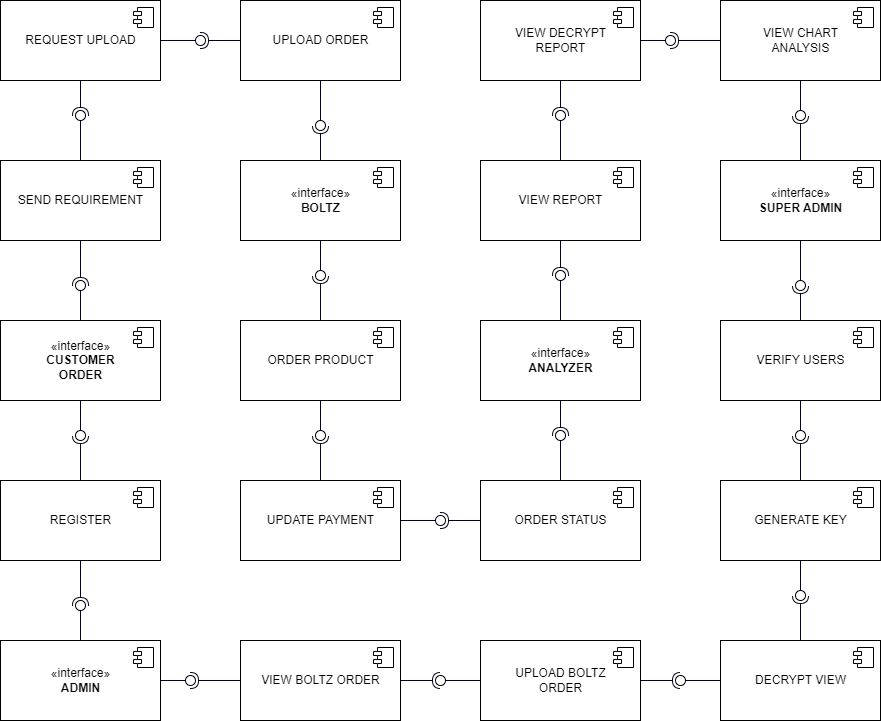 REQUEST UPLOAD
UPLOAD ORDER
VIEW DECRYPT
REPORT
VIEW CHART
ANALYSIS
SEND REQUIREMENT
«interface»
BOLTZ
VIEW REPORT
«interface»
SUPER ADMIN
«interface»
CUSTOMER
ORDER
ORDER PRODUCT
«interface»
ANALYZER
VERIFY USERS
REGISTER
UPDATE PAYMENT
ORDER STATUS
GENERATE KEY
«interface»
ADMIN
VIEW BOLTZ ORDER
UPLOAD BOLTZ
ORDER
DECRYPT VIEW